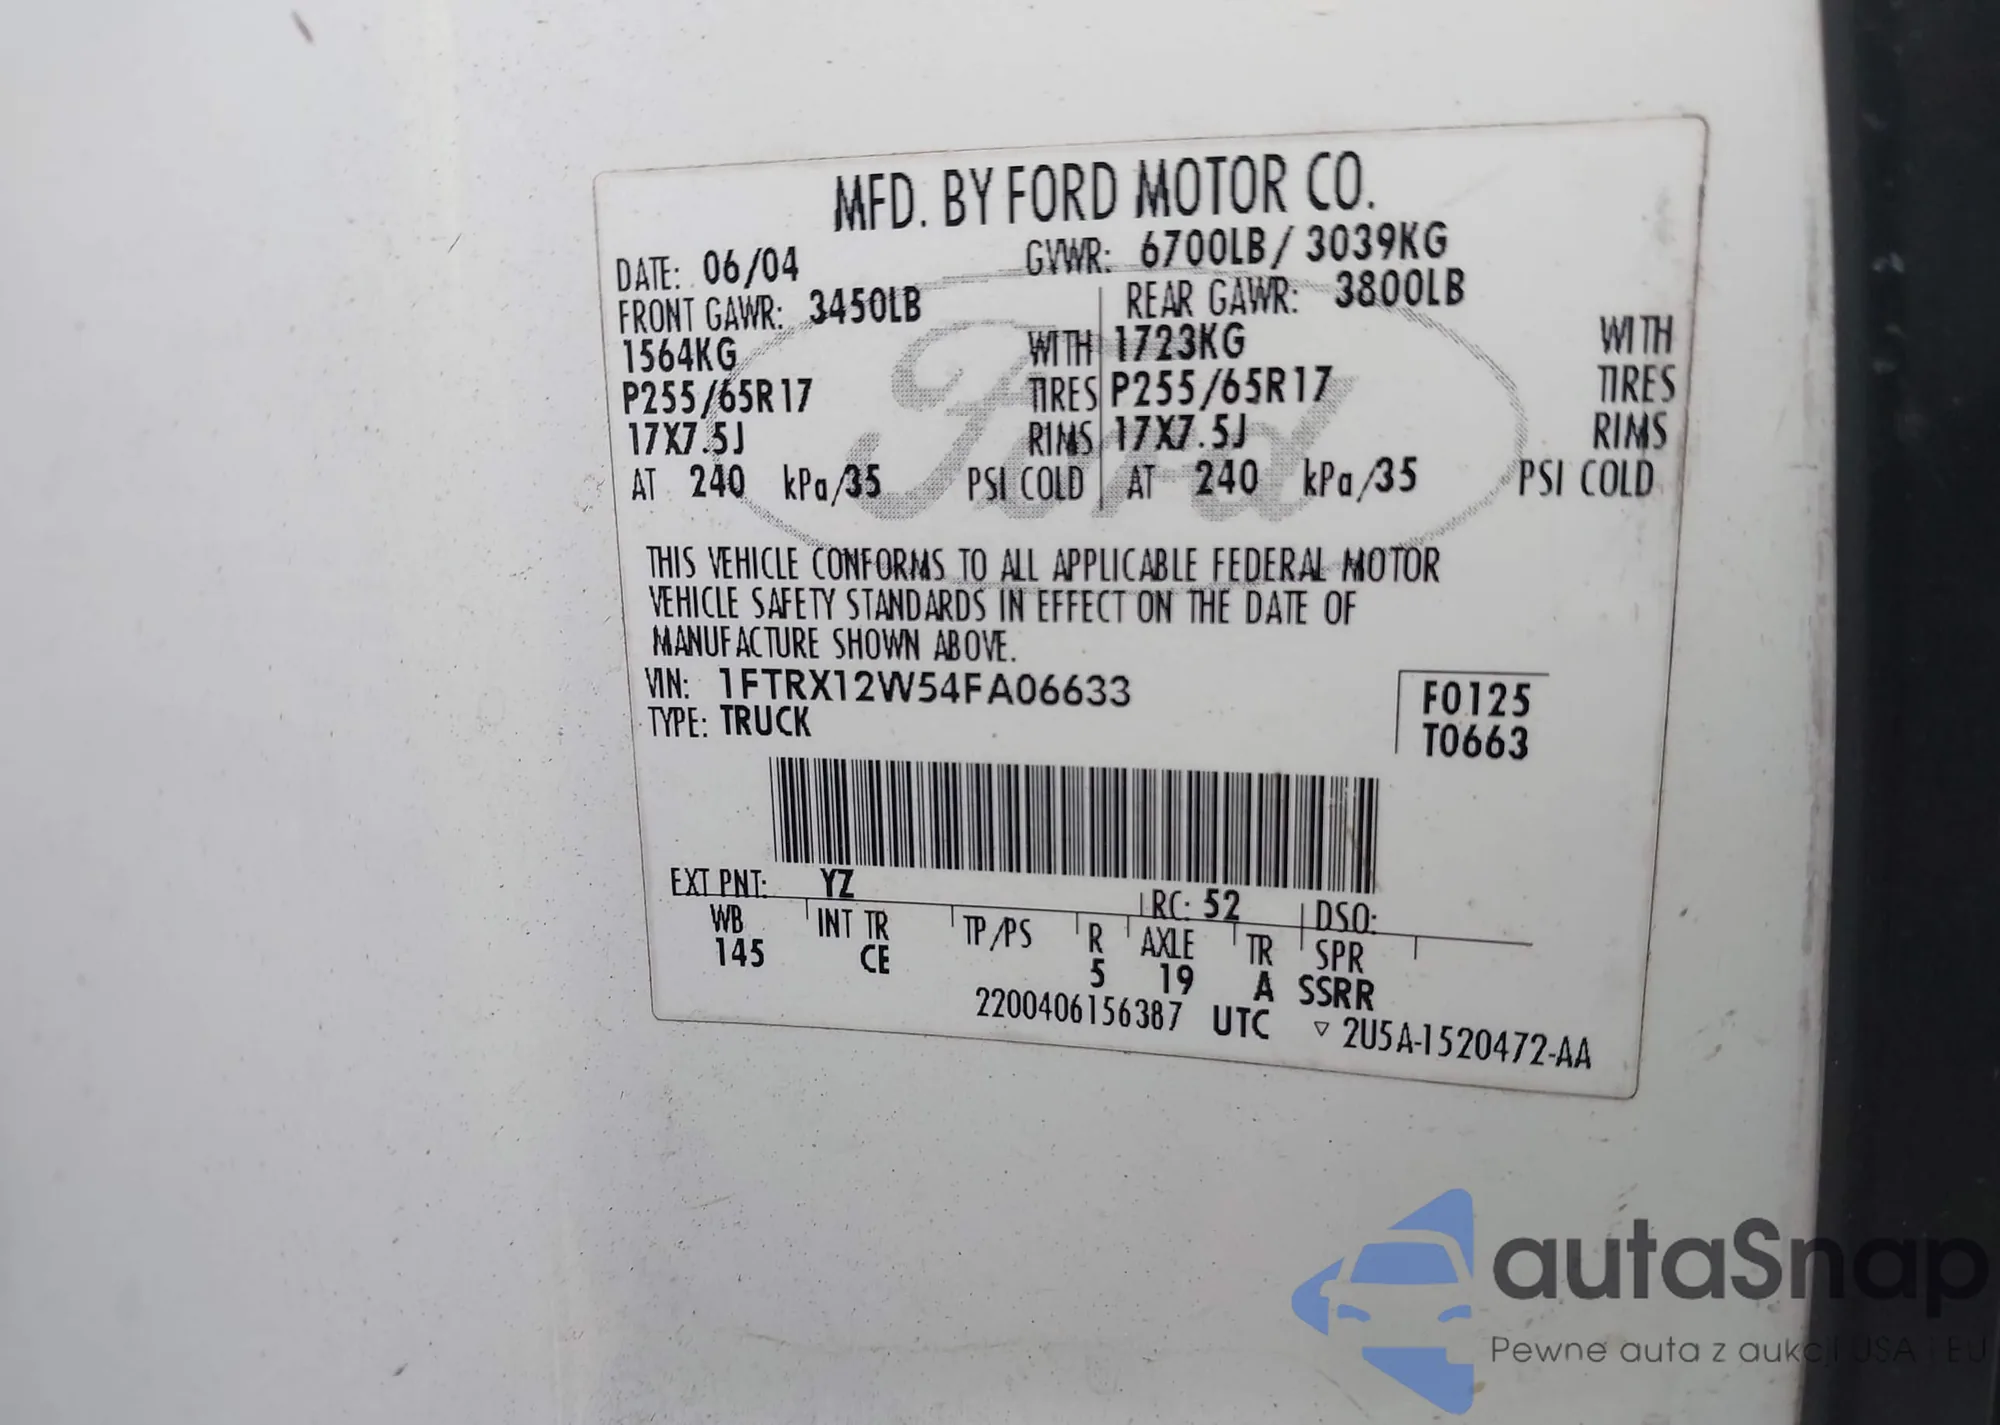 MFD. BY FORD MOTOR CO.
DATE: 06/04 GVWR: 6700LB / 3039KG
FRONT GAWR: 3450LB REAR GAWR: 3800LB
1564KG WITH 1723KG WITH
P255/65R17 TIRES P255/65R17 TIRES
17X7.5J RIMS 17X7.5J RIMS
AT 240 kPa/35 PSI COLD AT 240 kPa/35 PSI COLD
Ford
THIS VEHICLE CONFORMS TO ALL APPLICABLE FEDERAL MOTOR
VEHICLE SAFETY STANDARDS IN EFFECT ON THE DATE OF
MANUFACTURE SHOWN ABOVE.
VIN: 1FTRX12W54FA06633 F0125
TYPE: TRUCK T0663
EXT PNT: YZ RC: 52 DSO:
WB INT TR TP/PS R AXLE TR SPR
145 CE 5 19 A SSRR
2200406156387 UTC ▽ 2U5A-1520472-AA
autaSnap
Pewne auta z aukcji USA | EU